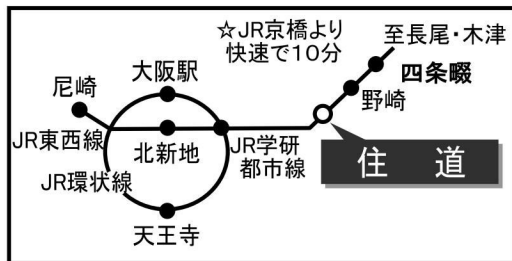 ☆JR京橋より
快速で10分
至長尾・木津
四条畷
野崎
大阪駅
尼崎
JR東西線
北新地
JR学研
都市線
住道
JR環状線
天王寺